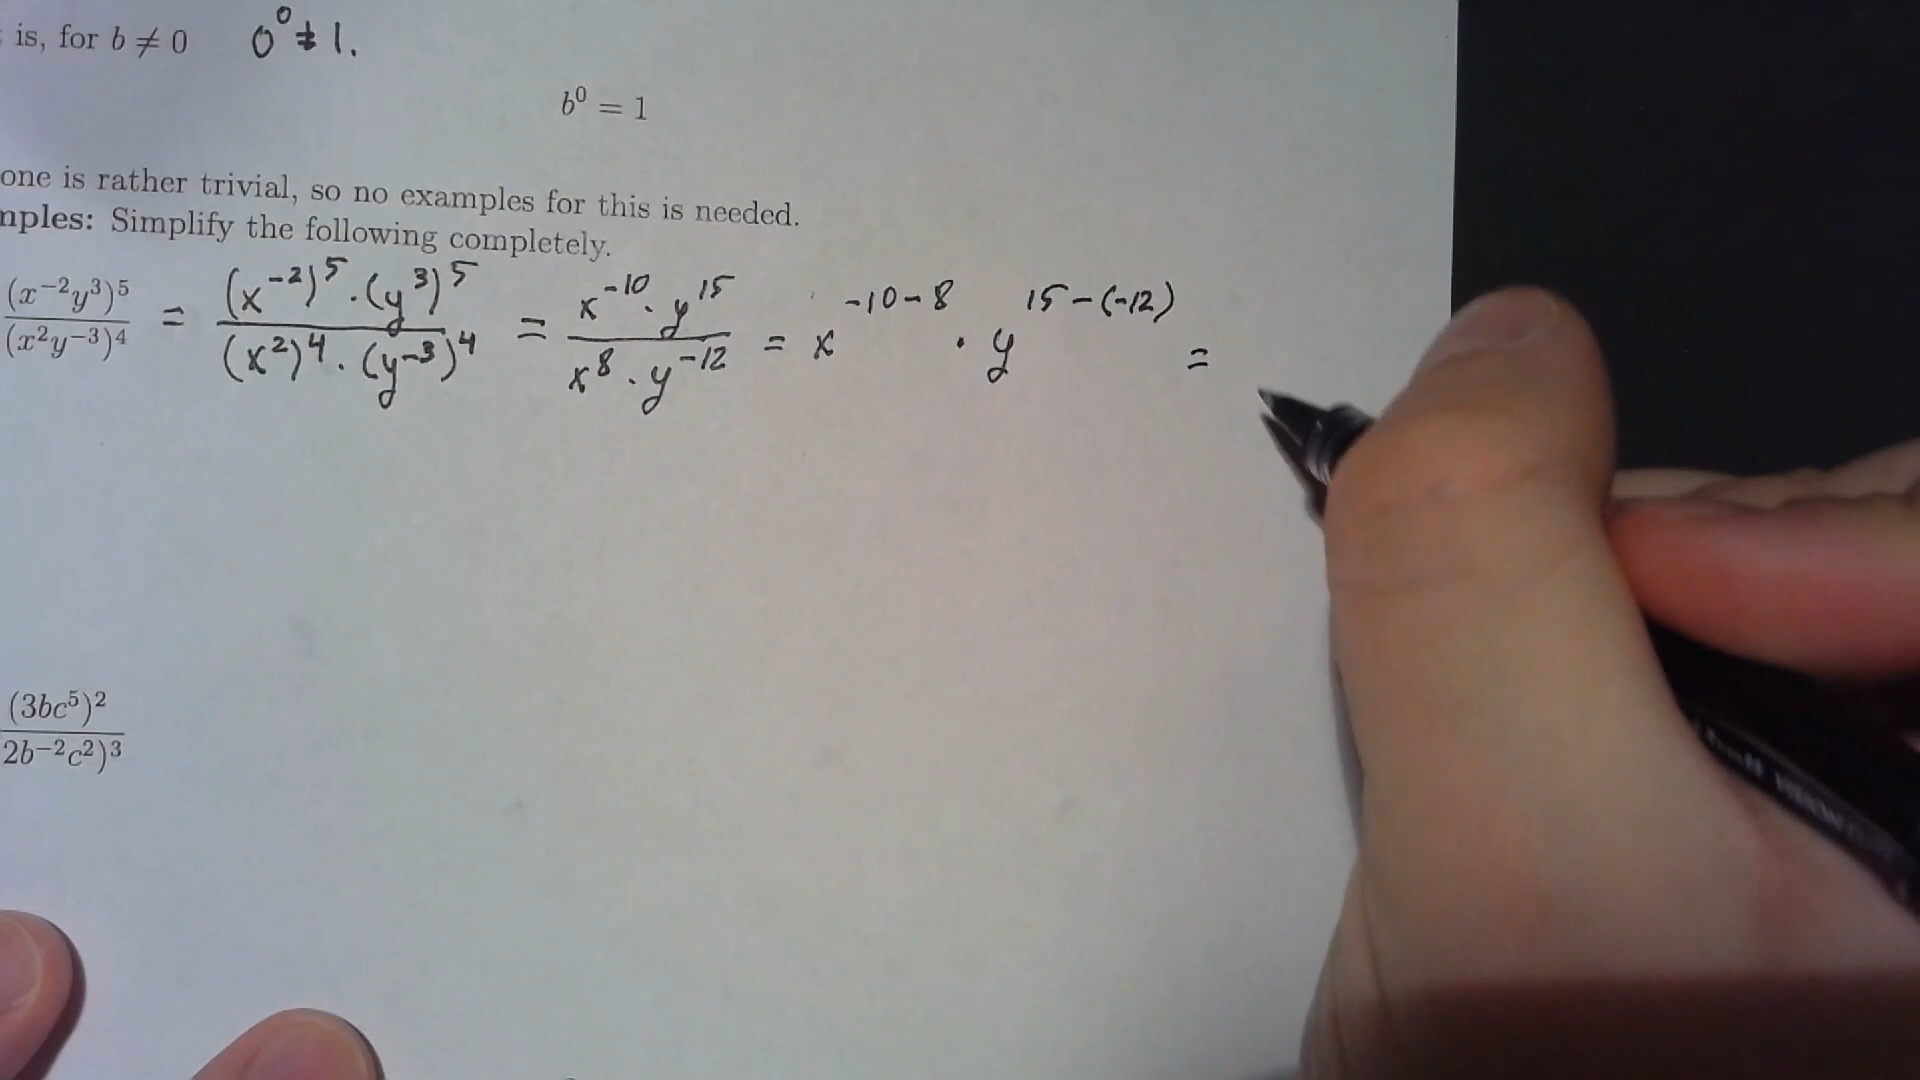 is, for b ≠ 0 0⁰ ≠ 1.
b⁰ = 1
one is rather trivial, so no examples for this is needed.
nples: Simplify the following completely.
(x⁻²y³)⁵ / (x²y⁻³)⁴ = (x⁻²)⁵ · (y³)⁵ / (x²)⁴ · (y⁻³)⁴ = x⁻¹⁰ · y¹⁵ / x⁸ · y⁻¹² = x⁻¹⁰⁻⁸ · y¹⁵⁻⁽⁻¹²⁾ =
(3bc⁵)² / 2b⁻²c²)³